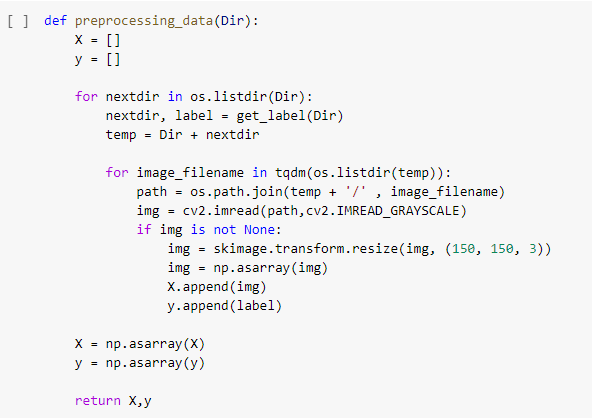 [ ] def preprocessing_data(Dir):
    X = []
    y = []

    for nextdir in os.listdir(Dir):
        nextdir, label = get_label(Dir)
        temp = Dir + nextdir

        for image_filename in tqdm(os.listdir(temp)):
            path = os.path.join(temp + '/' , image_filename)
            img = cv2.imread(path,cv2.IMREAD_GRAYSCALE)
            if img is not None:
                img = skimage.transform.resize(img, (150, 150, 3))
                img = np.asarray(img)
                X.append(img)
                y.append(label)

    X = np.asarray(X)
    y = np.asarray(y)

    return X,y